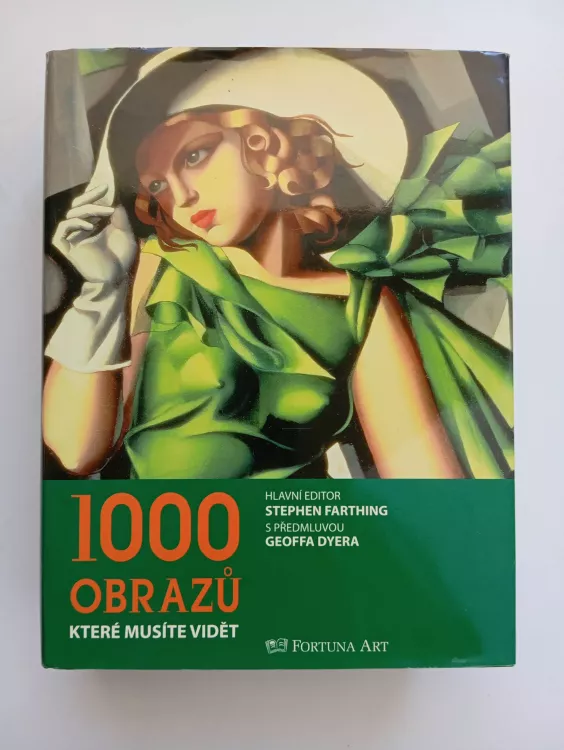 1000
OBRAZŮ
KTERÉ MUSÍTE VIDĚT
HLAVNÍ EDITOR
STEPHEN FARTHING
S PŘEDMLUVOU
GEOFFA DYERA
FORTUNA ART